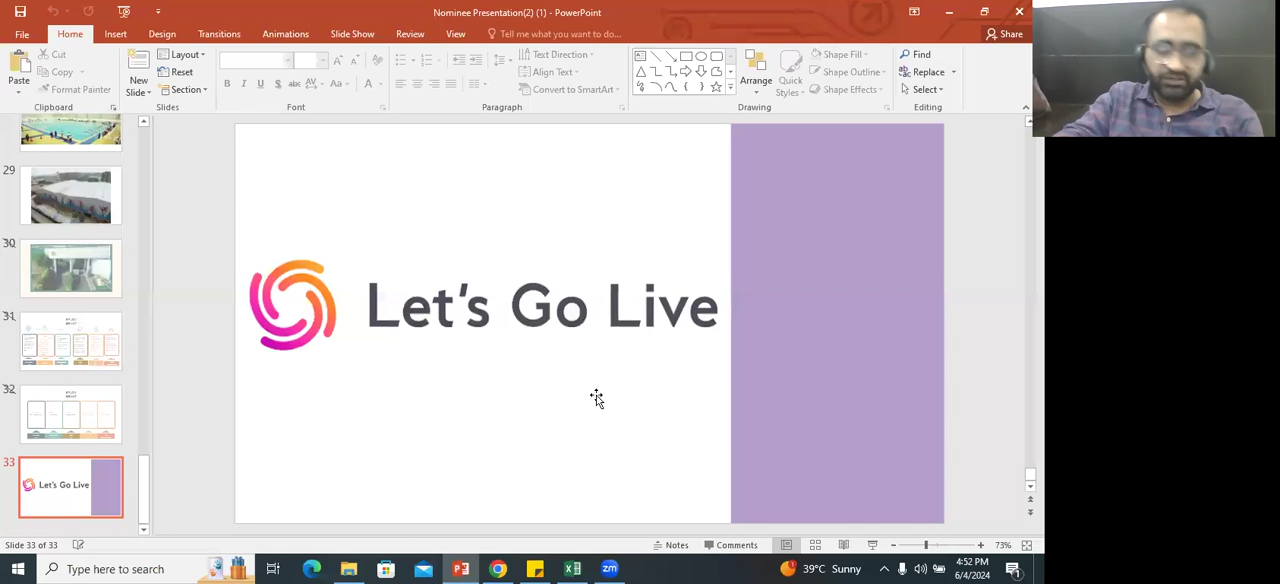 Nominee Presentation(2) (1) - PowerPoint
File Home Insert Design Transitions Animations Slide Show Review View Tell me what you want to do... Share
Paste
Cut
Copy
Format Painter
Clipboard
New Slide
Layout
Reset
Section
Slides
B I U S abc AV Aa A
Font
Text Direction
Align Text
Convert to SmartArt
Paragraph
Arrange
Quick Styles
Shape Fill
Shape Outline
Shape Effects
Drawing
Find
Replace
Select
Editing
29
30
31
32
33
Let's Go Live
Let's Go Live
Slide 33 of 33 Notes Comments 73%
Type here to search
39°C Sunny
4:52 PM
6/4/2024
1